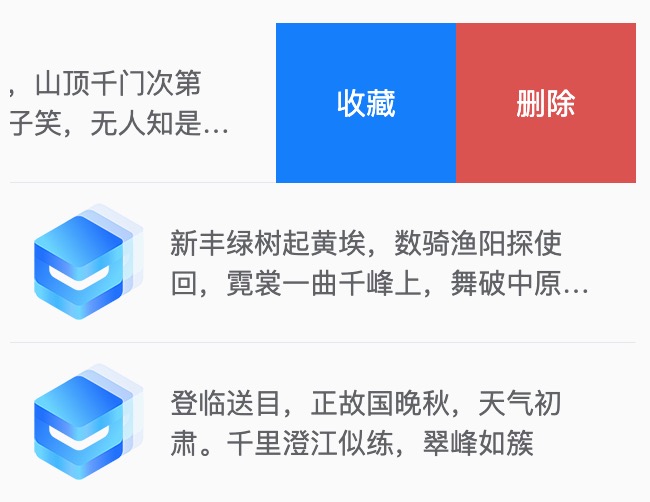 ，山顶千门次第
子笑，无人知是...
收藏
删除
新丰绿树起黄埃，数骑渔阳探使
回，霓裳一曲千峰上，舞破中原...
登临送目，正故国晚秋，天气初
肃。千里澄江似练，翠峰如簇